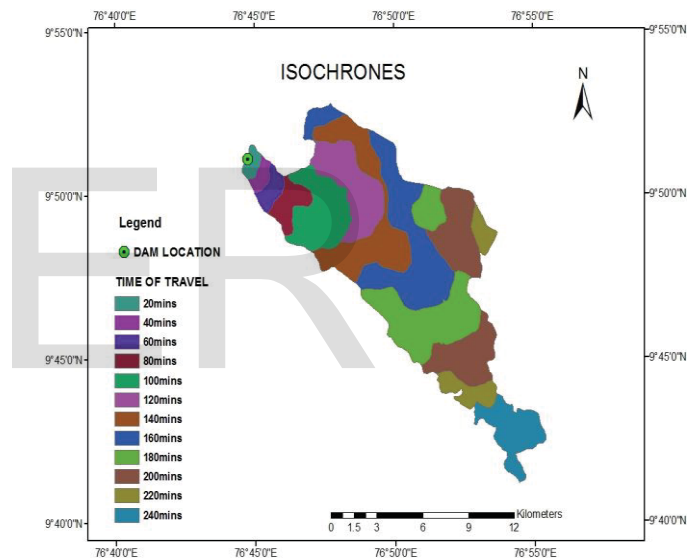 76°40'0"E 76°45'0"E 76°50'0"E 76°55'0"E
9°55'0"N 9°55'0"N
ISOCHRONES
N
9°50'0"N 9°50'0"N
Legend
DAM LOCATION
TIME OF TRAVEL
20mins
40mins
60mins
80mins
100mins
120mins
140mins
160mins
180mins
200mins
220mins
240mins
9°45'0"N 9°45'0"N
Kilometers
0 1.5 3 6 9 12
9°40'0"N 9°40'0"N
76°40'0"E 76°45'0"E 76°50'0"E 76°55'0"E
ER